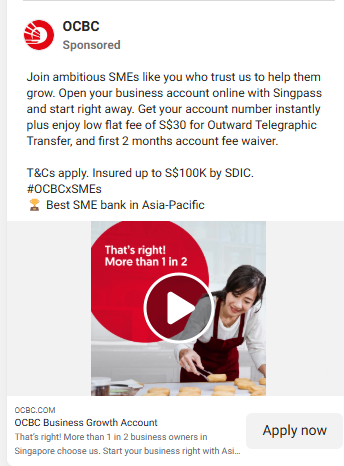 OCBC
Sponsored
Join ambitious SMEs like you who trust us to help them
grow. Open your business account online with Singpass
and start right away. Get your account number instantly
plus enjoy low flat fee of S$30 for Outward Telegraphic
Transfer, and first 2 months account fee waiver.
T&Cs apply. Insured up to S$100K by SDIC.
#OCBCxSMEs
🏆 Best SME bank in Asia-Pacific
That's right!
More than 1 in 2
OCBC.COM
OCBC Business Growth Account
That's right! More than 1 in 2 business owners in
Singapore choose us. Start your business right with Asi...
Apply now